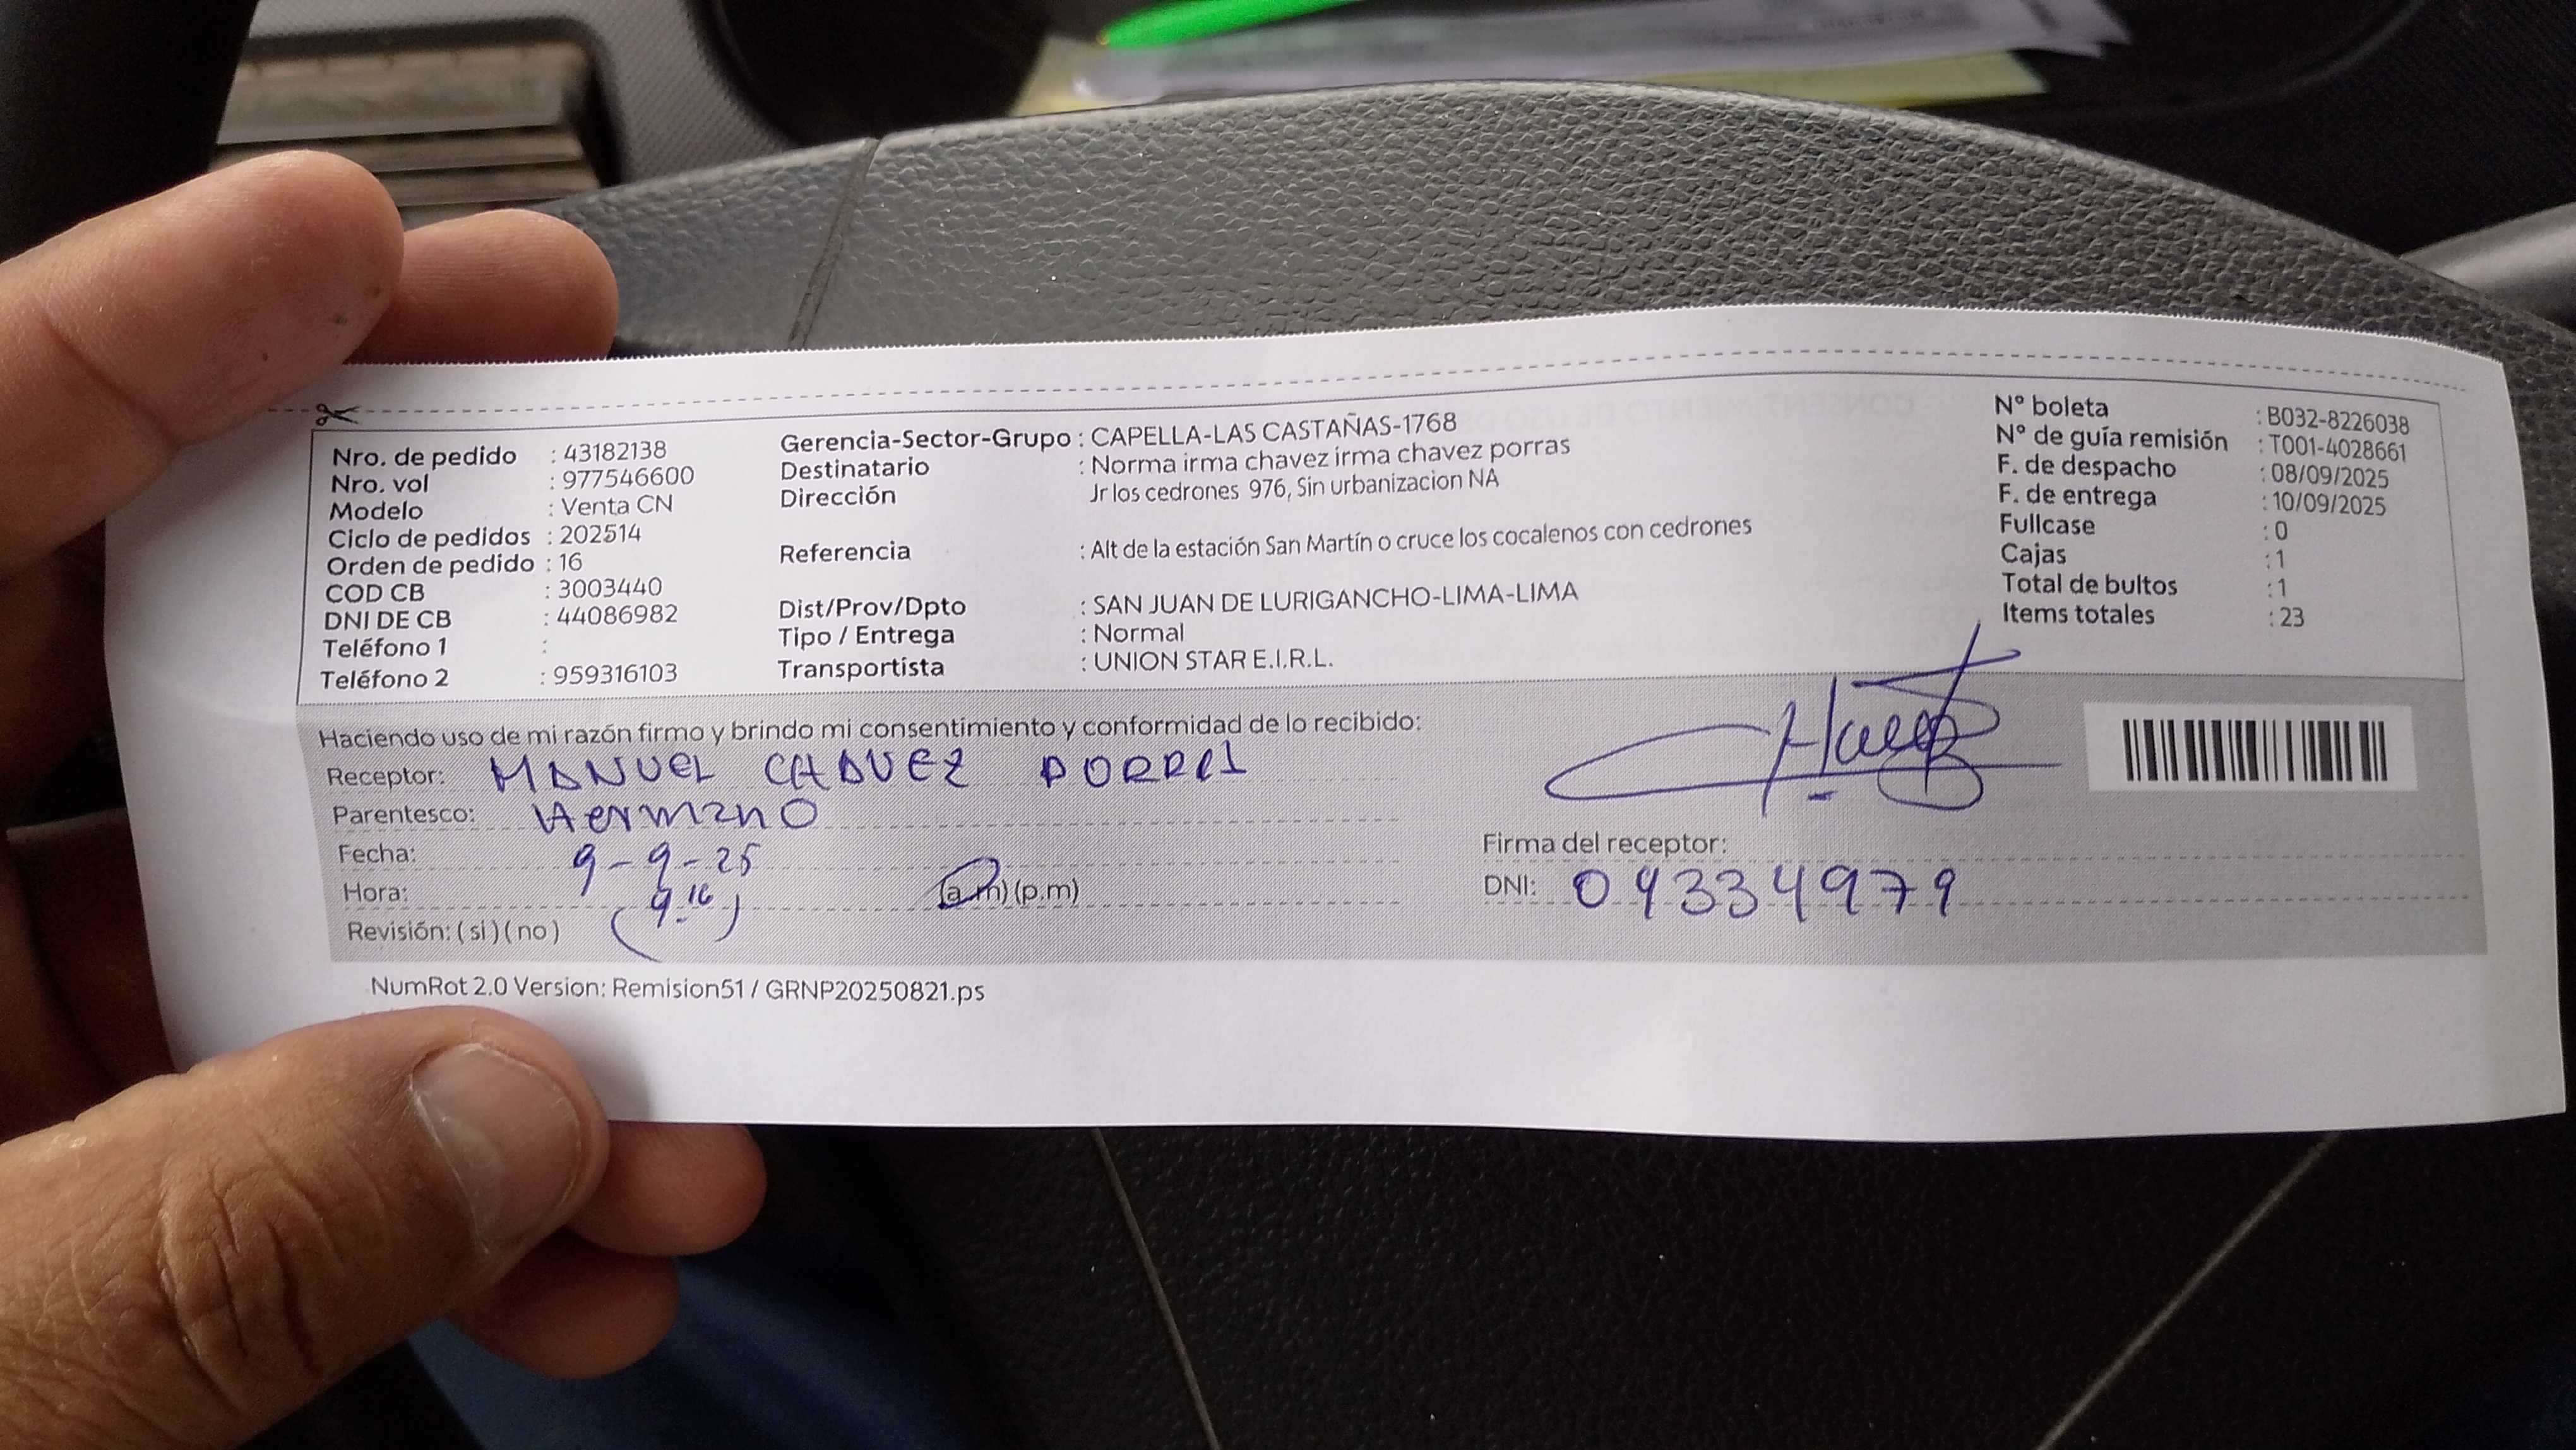 Nro. de pedido : 43182138
Nro. vol : 977546600
Modelo : Venta CN
Ciclo de pedidos : 202514
Orden de pedido : 16
COD CB : 3003440
DNI DE CB : 44086982
Teléfono 1 :
Teléfono 2 : 959316103
Gerencia-Sector-Grupo : CAPELLA-LAS CASTAÑAS-1768
Destinatario : Norma irma chavez irma chavez porras
Dirección Jr los cedrones 976, Sin urbanizacion NA
Referencia : Alt de la estación San Martín o cruce los cocalenos con cedrones
Dist/Prov/Dpto : SAN JUAN DE LURIGANCHO-LIMA-LIMA
Tipo / Entrega : Normal
Transportista : UNION STAR E.I.R.L.
N° boleta : B032-8226038
N° de guía remisión : T001-4028661
F. de despacho : 08/09/2025
F. de entrega : 10/09/2025
Fullcase : 0
Cajas : 1
Total de bultos : 1
Items totales : 23
Haciendo uso de mi razón firmo y brindo mi consentimiento y conformidad de lo recibido:
Receptor: MANUEL CHAVEZ
Parentesco: Hermano
Fecha: 9-9-25
Hora: 9.16 (a.m) (p.m)
Revisión: ( si ) ( no )
Firma del receptor:
DNI: 09334979
NumRot 2.0 Version: Remision51 / GRNP20250821.ps